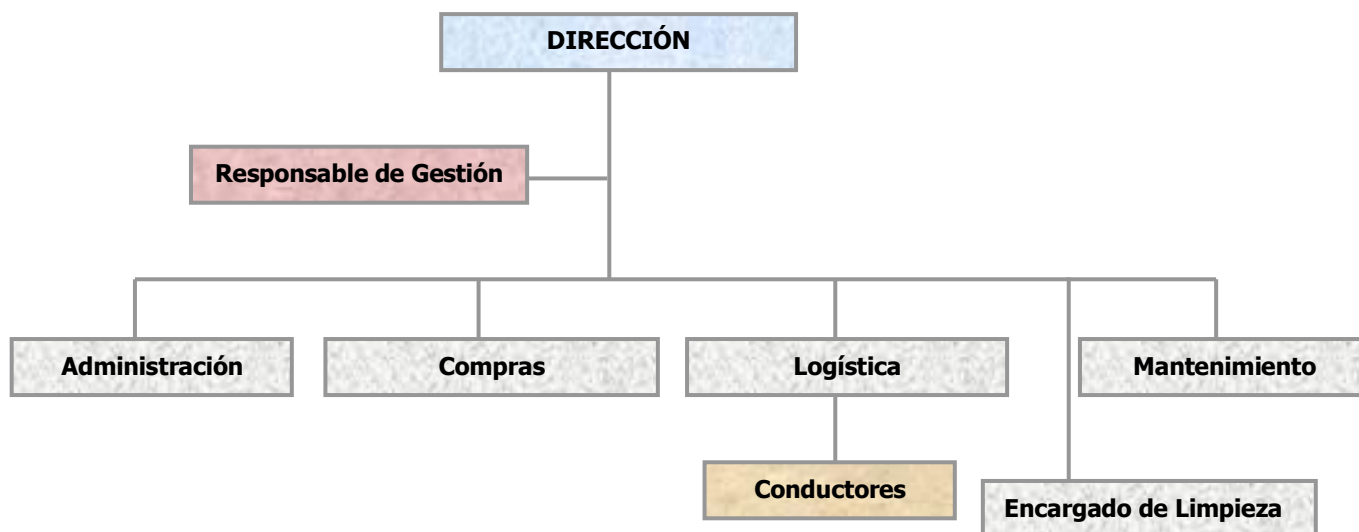 DIRECCIÓN
Responsable de Gestión
Administración
Compras
Logística
Mantenimiento
Conductores
Encargado de Limpieza